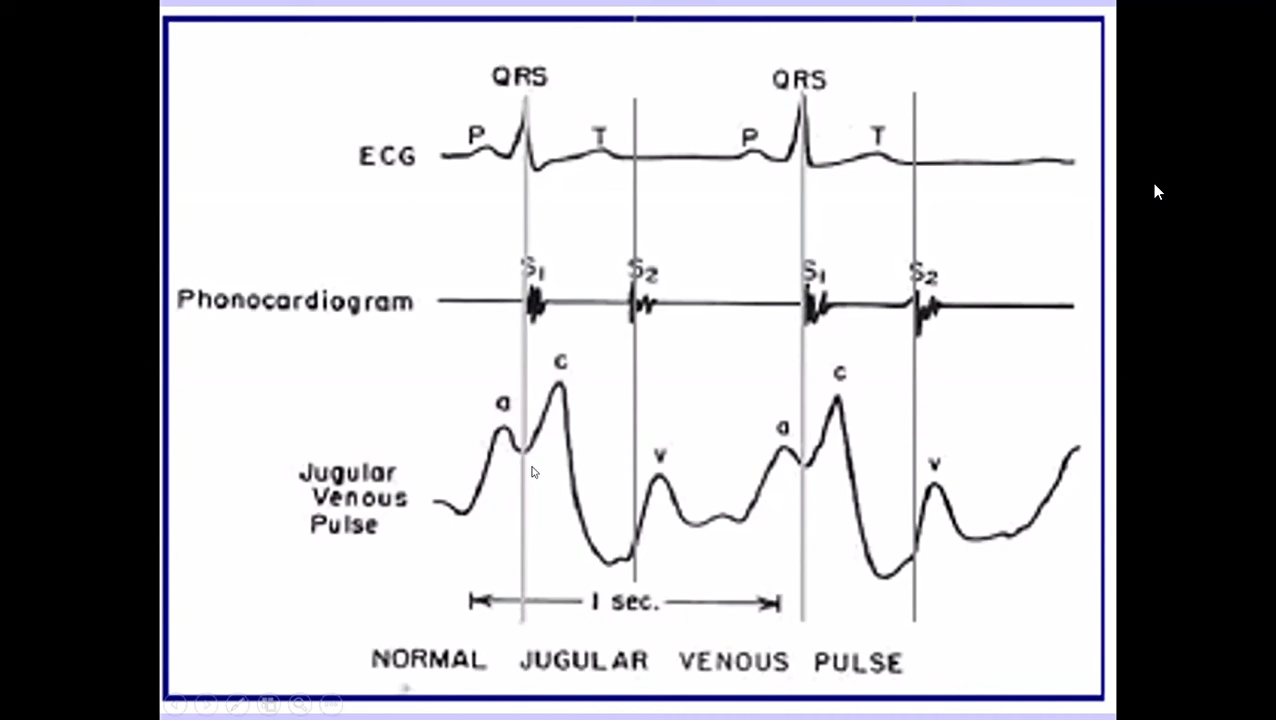 QRS QRS
P T P T
ECG
S1 S2 S1 S2
Phonocardiogram
c c
a a
v v
Jugular
Venous
Pulse
1 sec.
NORMAL JUGULAR VENOUS PULSE